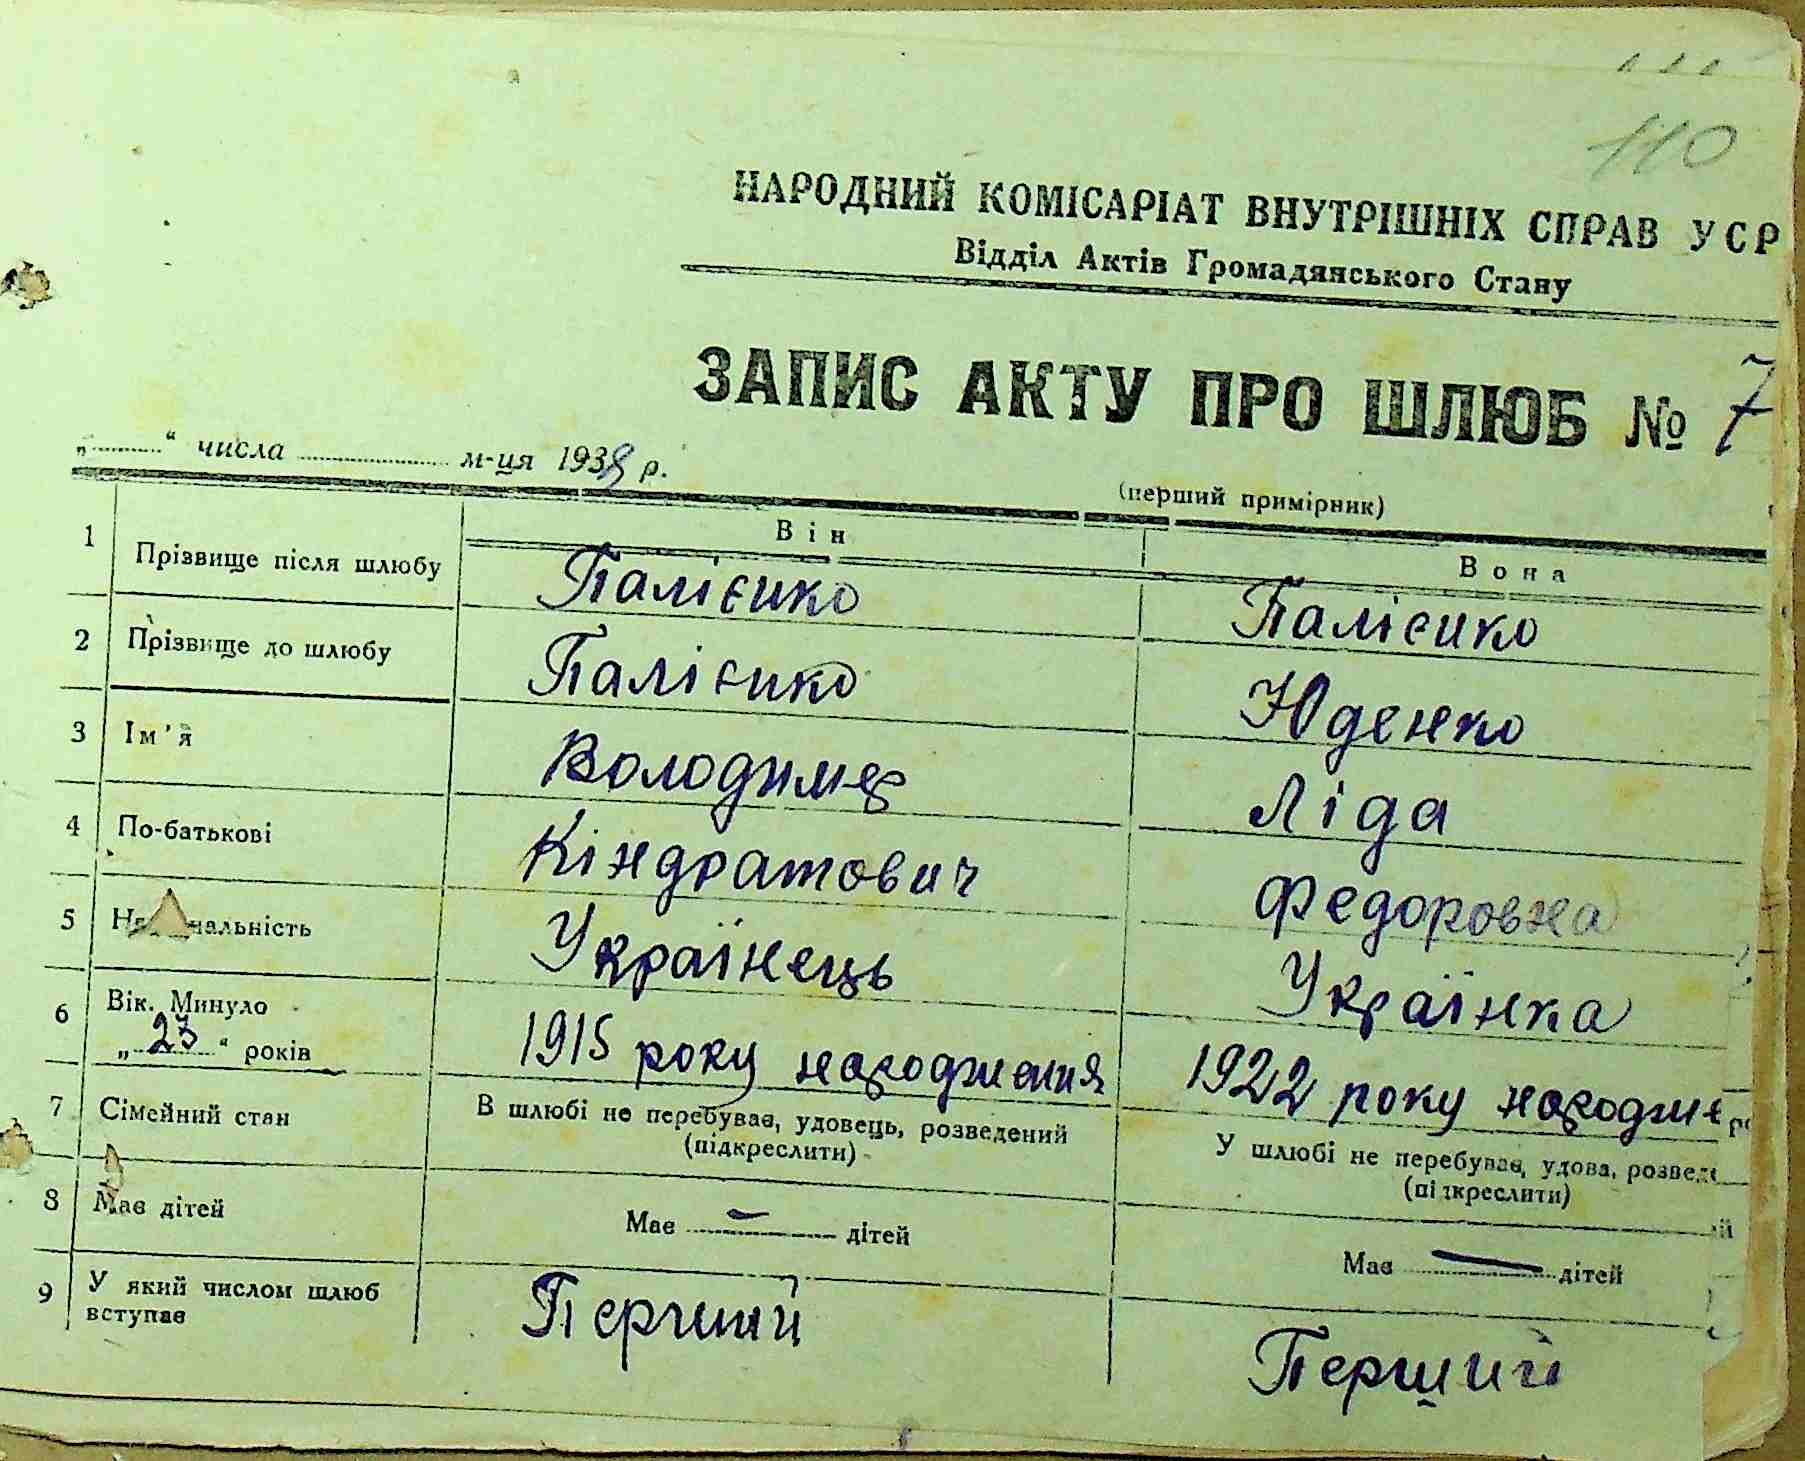 110
НАРОДНИЙ КОМІСАРІАТ ВНУТРІШНІХ СПРАВ УСР
Відділ Актів Громадянського Стану
ЗАПИС АКТУ ПРО ШЛЮБ № 7
„ “ числа м-ця 1938 р.
(перший примірник)
Він Вона
1 Прізвище після шлюбу Палієнко Палієнко
2 Прізвище до шлюбу Палієнко Юденко
3 Ім'я Володимер Ліда
4 По-батькові Кіндратович Федоровна
5 Українець Українка
6 Вік. Минуло
„ 23 “ років 1915 року народження 1922 року народже
7 Сімейний стан В шлюбі не перебував, удовець, розведений У шлюбі не перебуває, удова, розведе
(підкреслити) (підкреслити)
8 Має дітей Має — дітей Має — дітей
9 У який числом шлюб
вступає Перший Перший